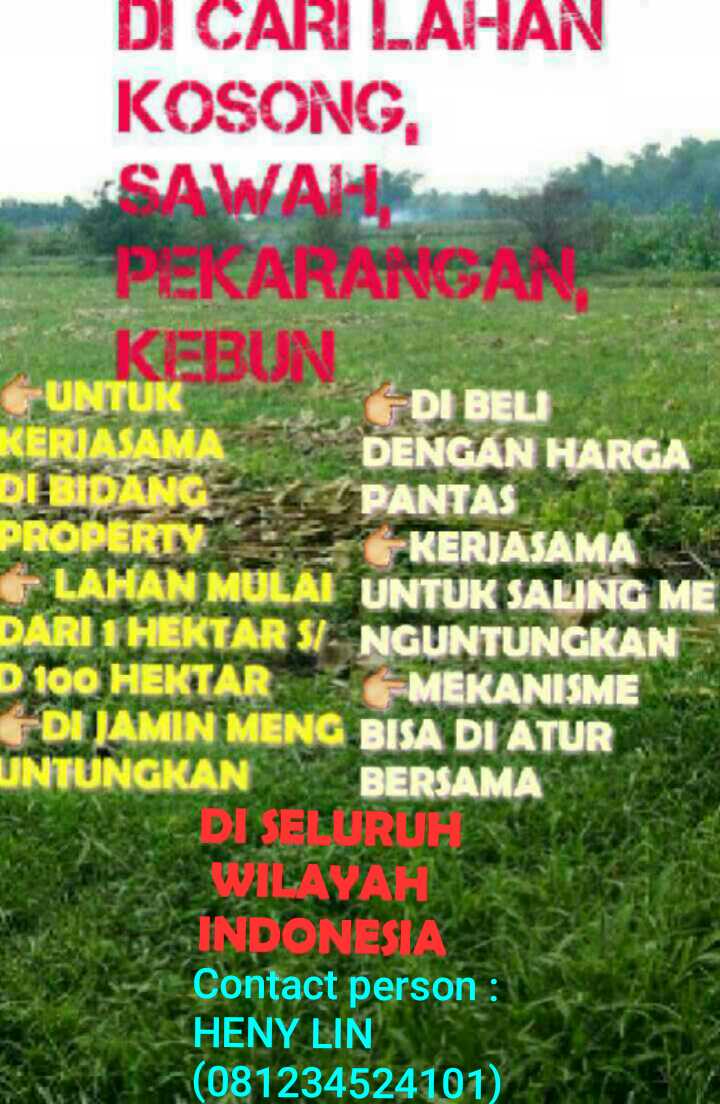 DI CARI LAHAN
KOSONG,
SAWAH,
PEKARANGAN,
KEBUN
👉UNTUK
KERJASAMA
DI BIDANG
PROPERTY
👉 LAHAN MULAI
DARI 1 HEKTAR S/
D 100 HEKTAR
👉DI JAMIN MENG
UNTUNGKAN
👉DI BELI
DENGAN HARGA
PANTAS
👉KERJASAMA
UNTUK SALING ME
NGUNTUNGKAN
👉MEKANISME
BISA DI ATUR
BERSAMA
DI SELURUH
WILAYAH
INDONESIA
Contact person :
HENY LIN
(081234524101)